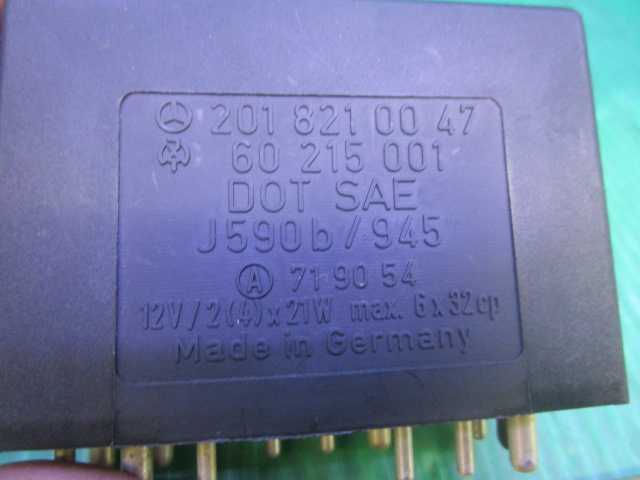 201 821 00 47
60 215 001
DOT SAE
J590b/945
A 71 90 54
12V/2(4)x21W max. 6x32cp
Made in Germany